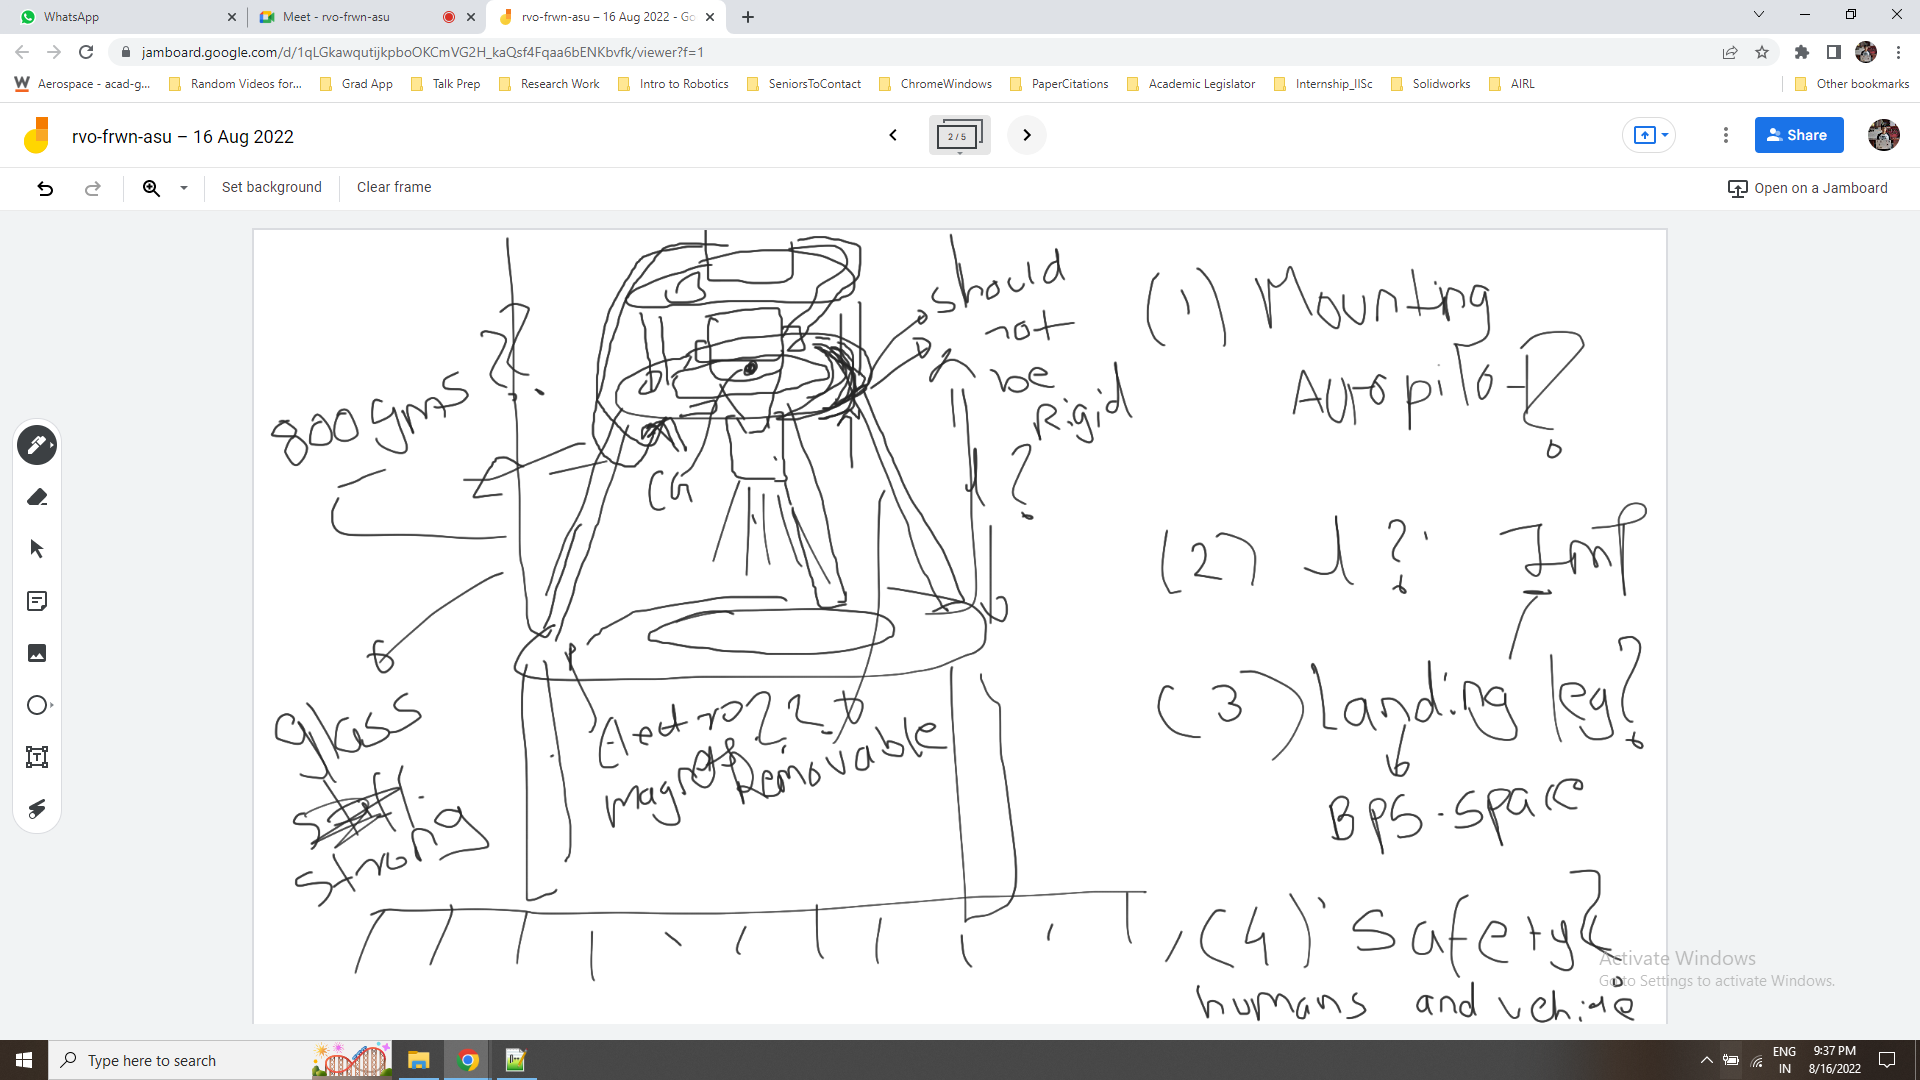 WhatsApp
Meet - rvo-frwn-asu
rvo-frwn-asu – 16 Aug 2022 - Go
jamboard.google.com/d/1qLGkawqutijkpboOKCmVG2H_kaQsf4Fqaa6bENKbvfk/viewer?f=1
Aerospace - acad-g...
Random Videos for...
Grad App
Talk Prep
Research Work
Intro to Robotics
SeniorsToContact
ChromeWindows
PaperCitations
Academic Legislator
Internship_IISc
Solidworks
AIRL
Other bookmarks
rvo-frwn-asu – 16 Aug 2022
2 / 5
Share
Set background
Clear frame
Open on a Jamboard
800 gms ??
should
not
be
Rigid
CG
l ?
glass
strong
Electro ??
magnets
Removable
(1) Mounting
Autopilot ?
(2) l ? Imp
(3) Landing leg?
BPS.space
(4) Safety?
humans and vehicle
Activate Windows
Go to Settings to activate Windows.
Type here to search
ENG
IN
9:37 PM
8/16/2022